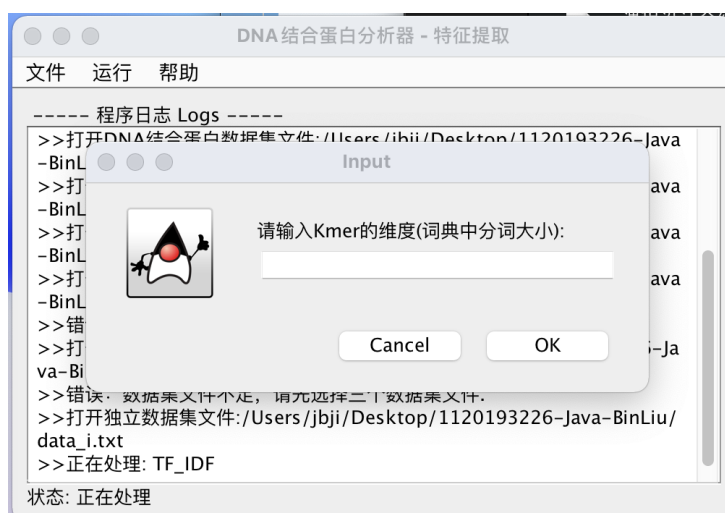 DNA结合蛋白分析器 - 特征提取
文件 运行 帮助
----- 程序日志 Logs -----
>>打开DNA结合蛋白数据集文件:/Users/jbji/Desktop/1120193226-Java
-BinL
>>打 ava
-BinL
>>打 ava
-BinL
>>打 ava
-BinL
>>错
>>打 6-Ja
va-Bi
>>错误: 数据集文件不足, 请先选择三个数据集文件.
>>打开独立数据集文件:/Users/jbji/Desktop/1120193226-Java-BinLiu/
data_i.txt
>>正在处理: TF_IDF
状态: 正在处理
Input
请输入Kmer的维度(词典中分词大小):
Cancel OK